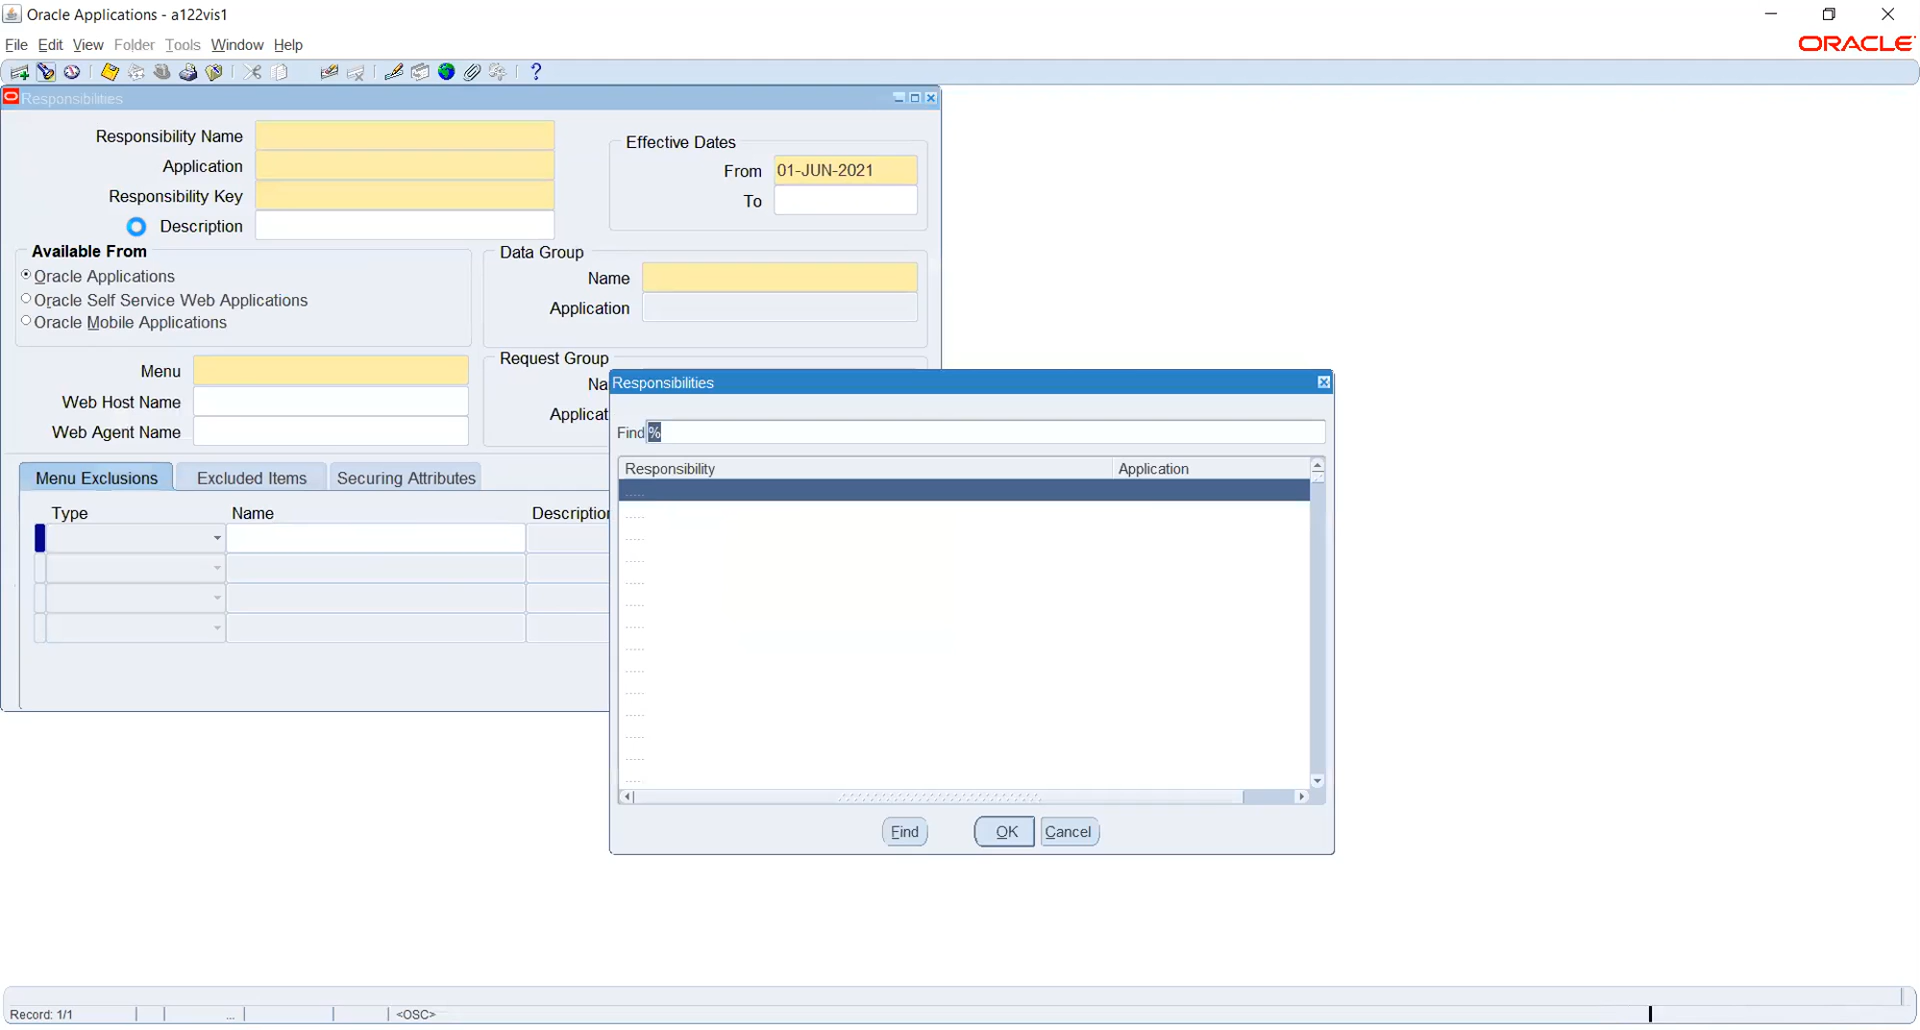 Oracle Applications - a122vis1
File Edit View Folder Tools Window Help
ORACLE
Responsibilities
Responsibility Name
Application
Responsibility Key
Description
Effective Dates
From 01-JUN-2021
To
Available From
Oracle Applications
Oracle Self Service Web Applications
Oracle Mobile Applications
Data Group
Name
Application
Menu
Web Host Name
Web Agent Name
Request Group
Na
Applicat
Menu Exclusions Excluded Items Securing Attributes
Type Name Description
Responsibilities
Find %
Responsibility Application
.....
.....
.....
.....
.....
.....
.....
.....
.....
.....
.....
.....
.....
.....
Find OK Cancel
Record: 1/1 ... <OSC>